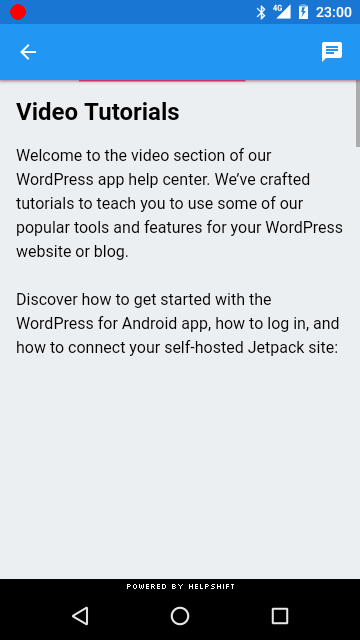 4G 23:00
Video Tutorials
Welcome to the video section of our
WordPress app help center. We’ve crafted
tutorials to teach you to use some of our
popular tools and features for your WordPress
website or blog.
Discover how to get started with the
WordPress for Android app, how to log in, and
how to connect your self-hosted Jetpack site:
POWERED BY HELPSHIFT